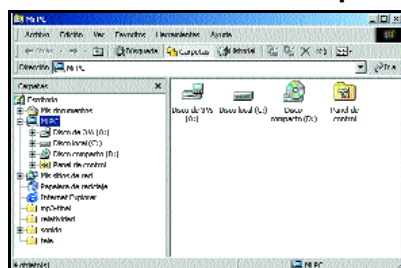 Mi PC
Archivo Edición Ver Favoritos Herramientas Ayuda
Atrás Búsqueda Carpetas Historial
Dirección Mi PC Ir a
Carpetas
Escritorio
Mis documentos
Mi PC
Disco de 3½ (A:)
Disco local (C:)
Disco compacto (D:)
Panel de control
Mis sitios de red
Papelera de reciclaje
Internet Explorer
mp3-final
relatividad
sonido
tele
Disco de 3½ (A:)
Disco local (C:)
Disco compacto (D:)
Panel de control
4 objeto(s)
Mi PC